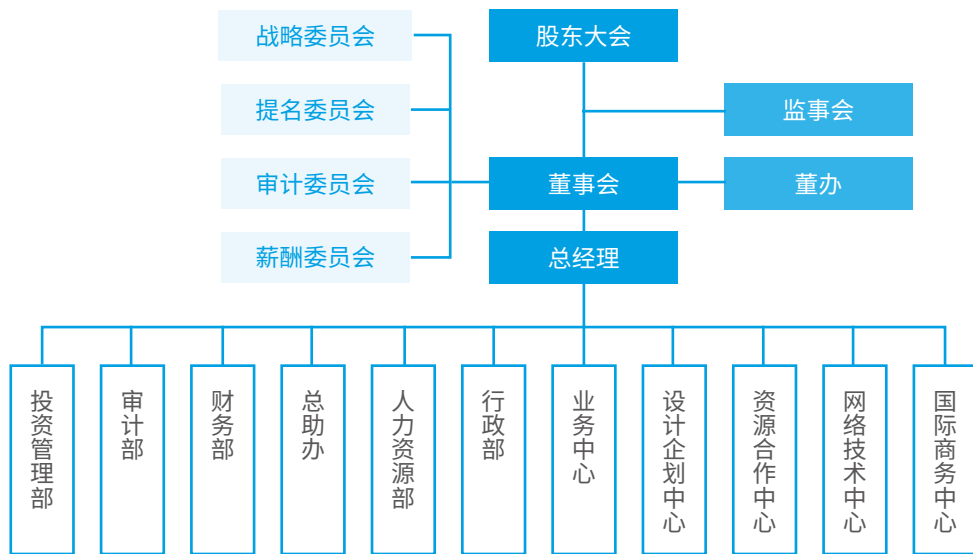 战略委员会
股东大会
提名委员会
监事会
审计委员会
董事会
董办
薪酬委员会
总经理
投资管理部
审计部
财务部
总助办
人力资源部
行政部
业务中心
设计企划中心
资源合作中心
网络技术中心
国际商务中心